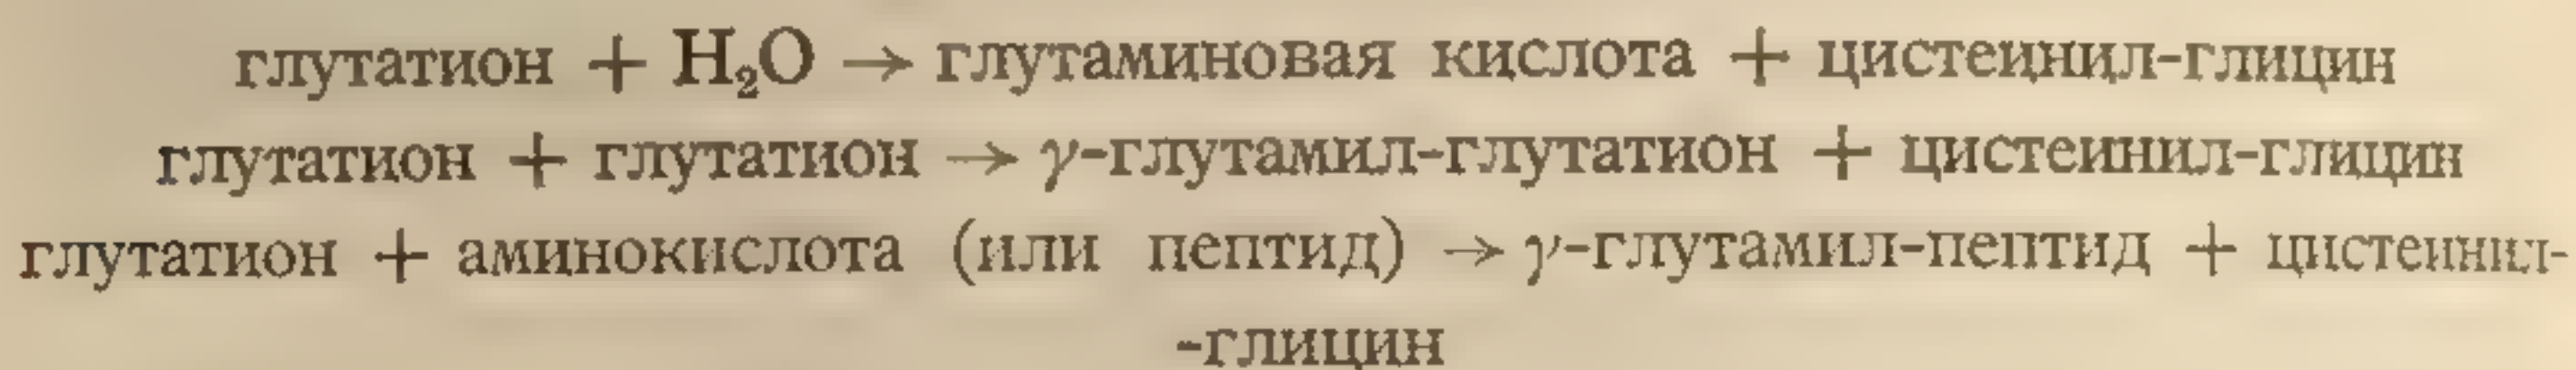 глутатион + H₂O → глутаминовая кислота + цистеинил-глицин
глутатион + глутатион → γ-глутамил-глутатион + цистеинил-глицин
глутатион + аминокислота (или пептид) → γ-глутамил-пептид + цистеинил-
-глицин